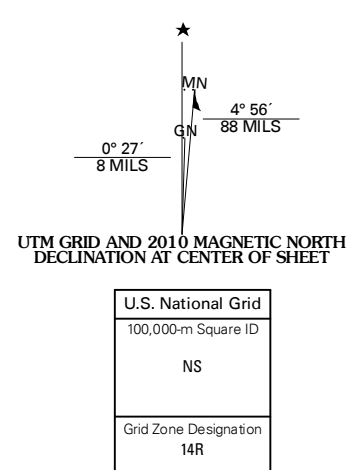 ★
MN
GN
4° 56´
88 MILS
0° 27´
8 MILS
UTM GRID AND 2010 MAGNETIC NORTH
DECLINATION AT CENTER OF SHEET
U.S. National Grid
100,000-m Square ID
NS
Grid Zone Designation
14R